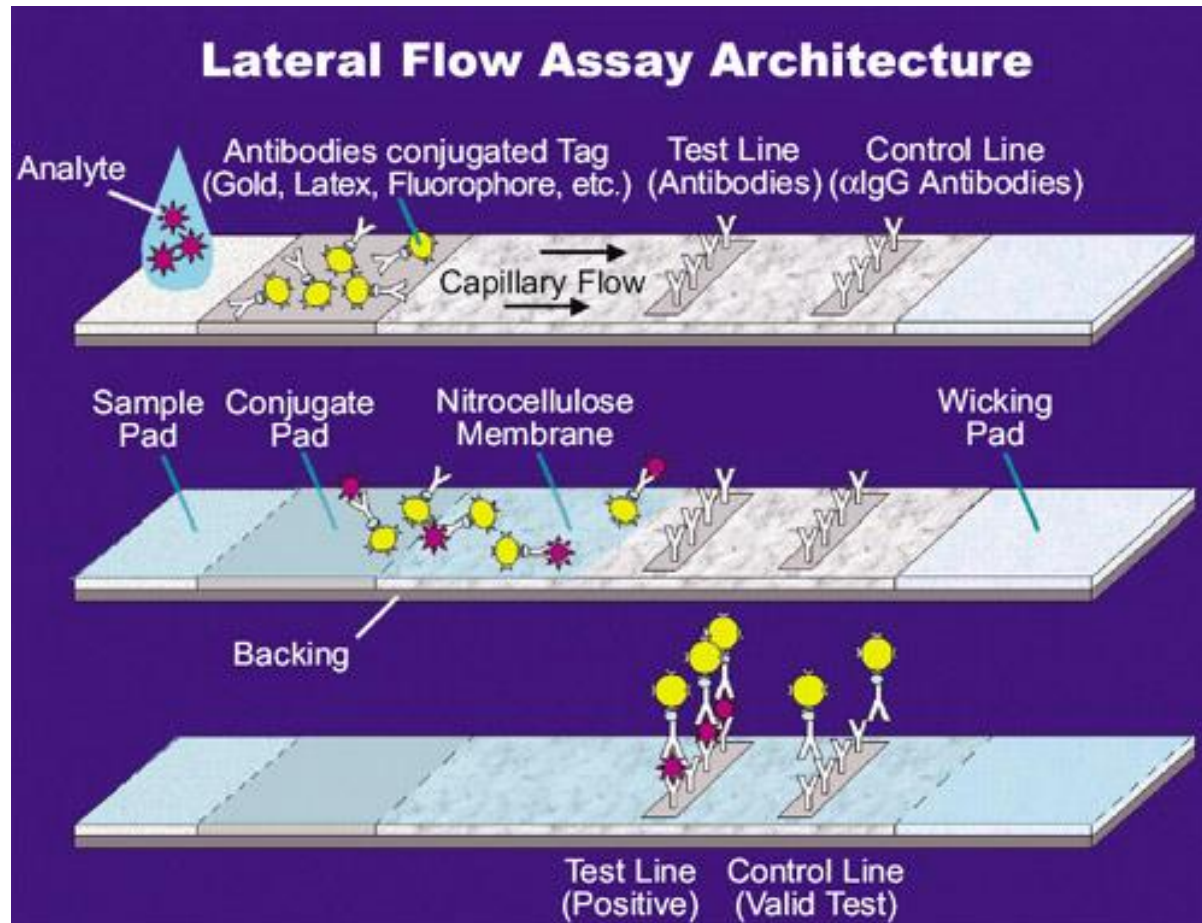 Lateral Flow Assay Architecture
Analyte
Antibodies conjugated Tag
(Gold, Latex, Fluorophore, etc.)
Test Line
(Antibodies)
Control Line
(αIgG Antibodies)
Capillary Flow
Sample
Pad
Conjugate
Pad
Nitrocellulose
Membrane
Wicking
Pad
Backing
Test Line
(Positive)
Control Line
(Valid Test)